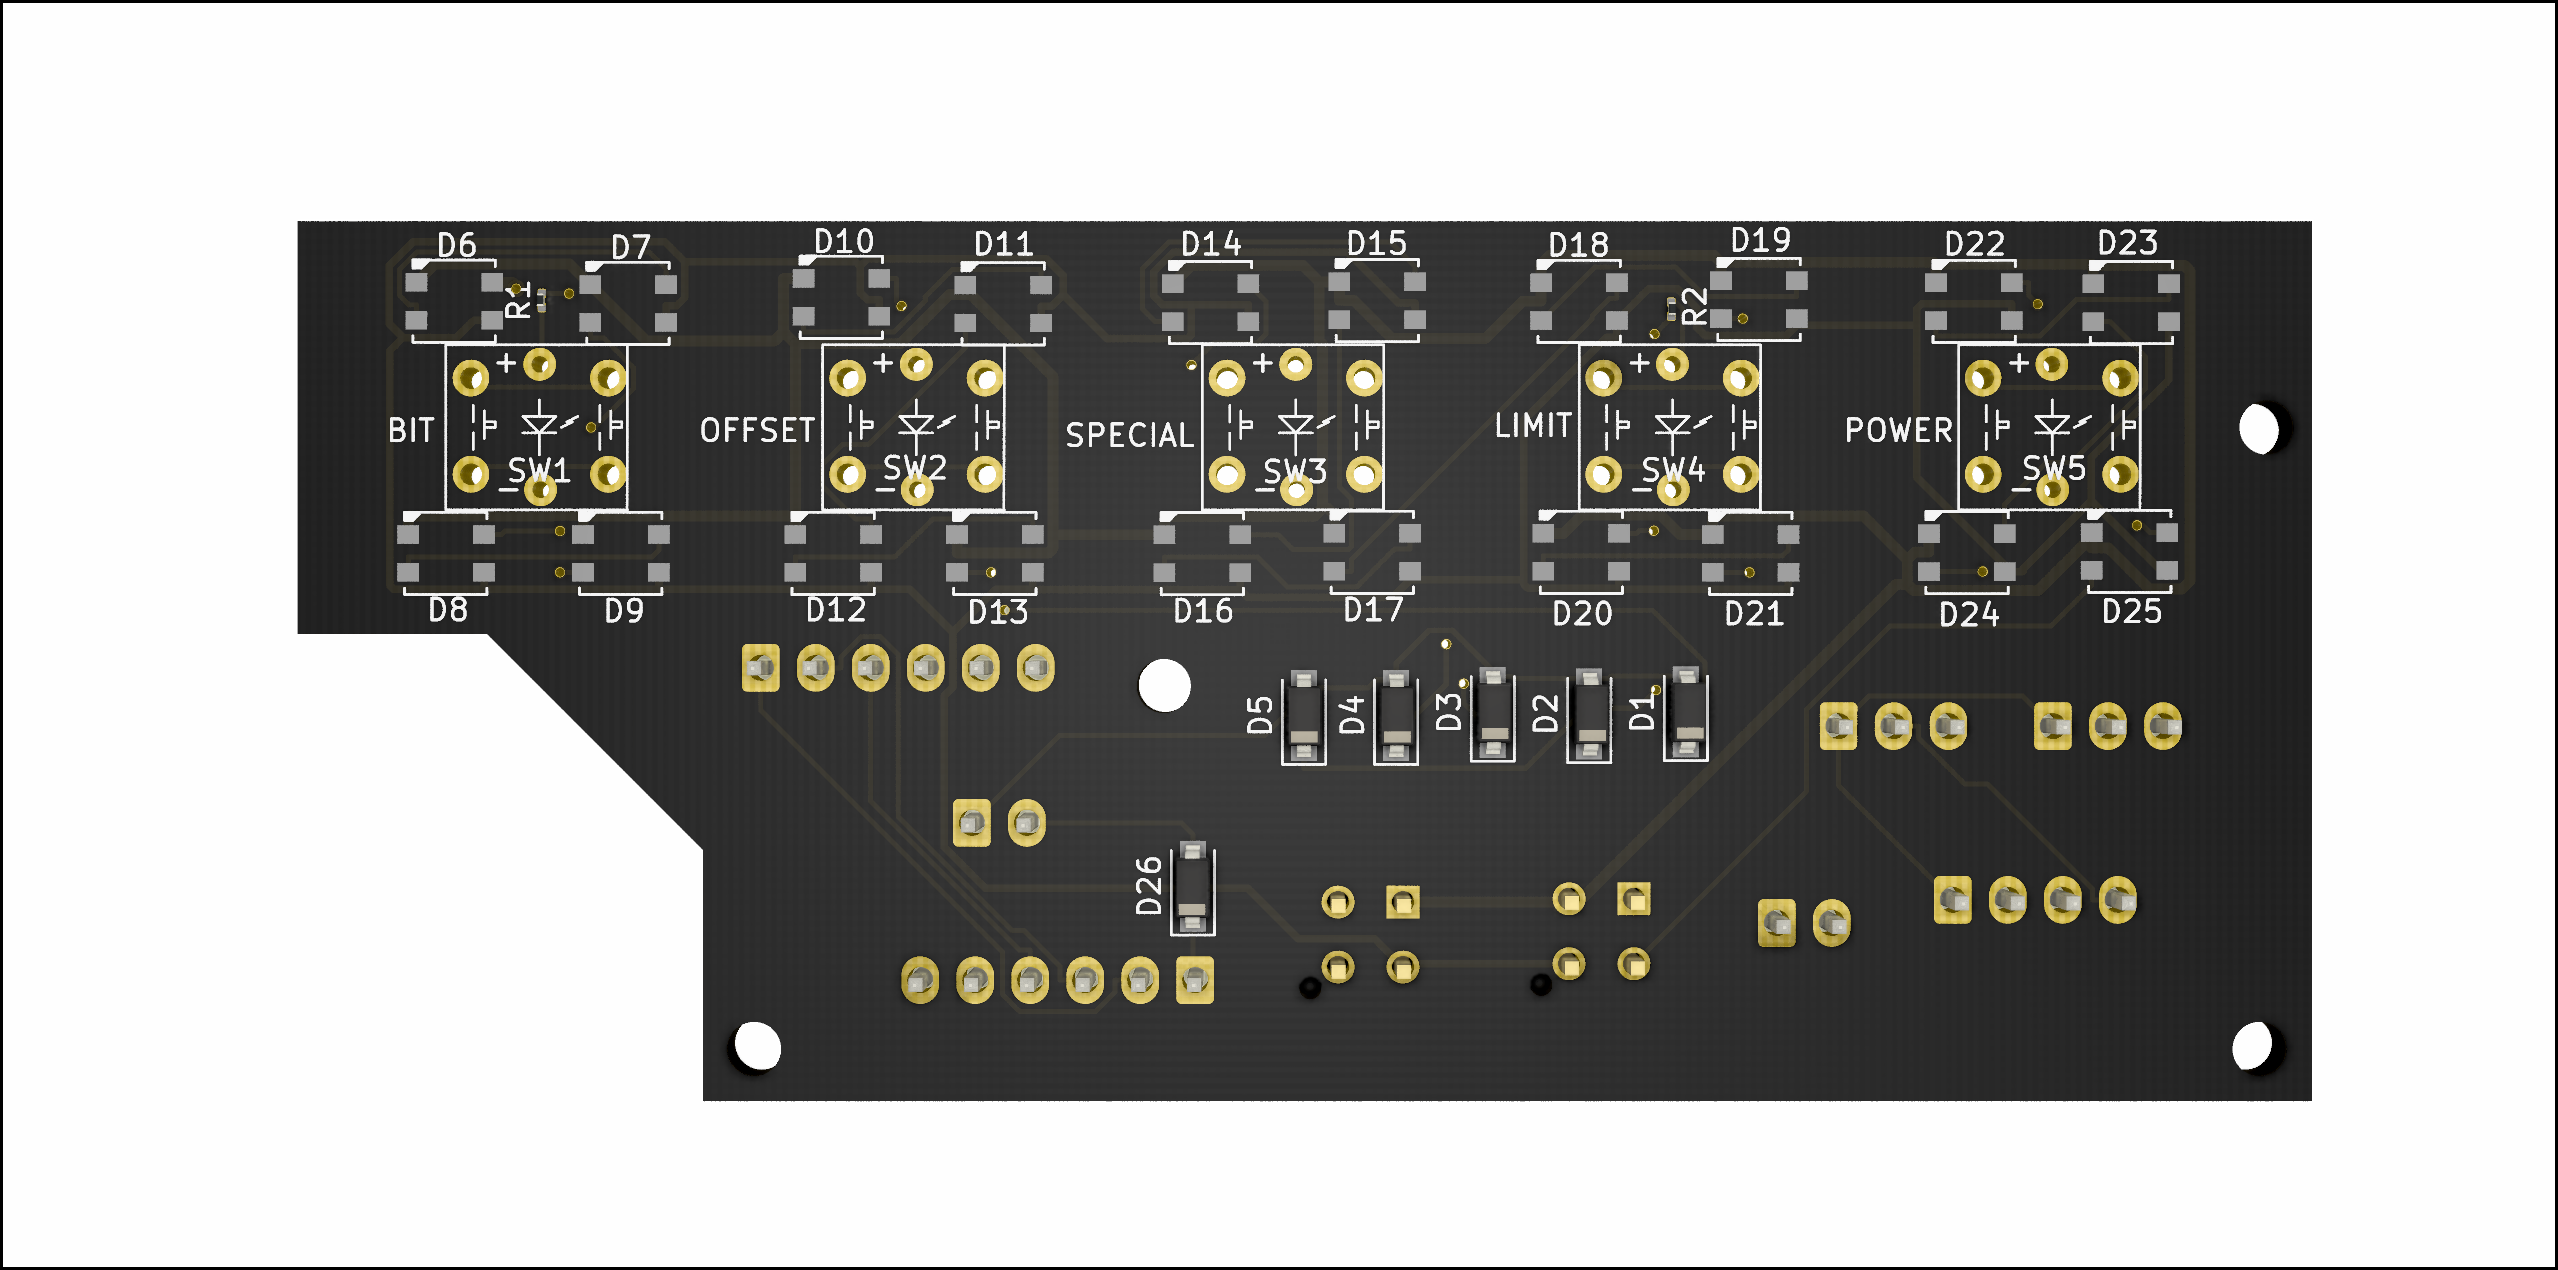 D6
D7
D10
D11
D14
D15
D18
D19
D22
D23
R1
R2
+
+
+
+
+
BIT
OFFSET
SPECIAL
LIMIT
POWER
SW1
SW2
SW3
SW4
SW5
-
-
-
-
-
D8
D9
D12
D13
D16
D17
D20
D21
D24
D25
D5
D4
D3
D2
D1
D26